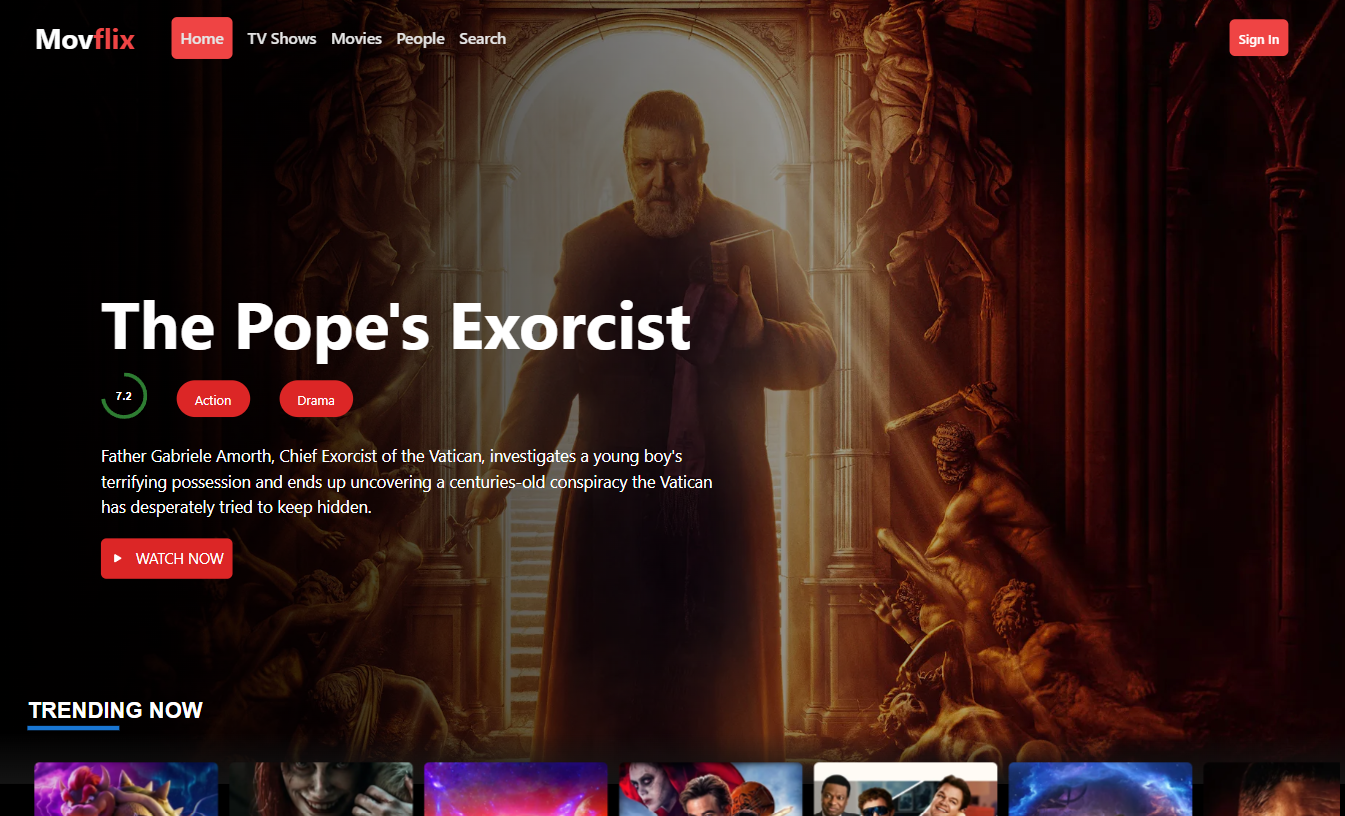 Movflix
Home
TV Shows
Movies
People
Search
Sign In
The Pope's Exorcist
7.2
Action
Drama
Father Gabriele Amorth, Chief Exorcist of the Vatican, investigates a young boy's
terrifying possession and ends up uncovering a centuries-old conspiracy the Vatican
has desperately tried to keep hidden.
WATCH NOW
TRENDING NOW